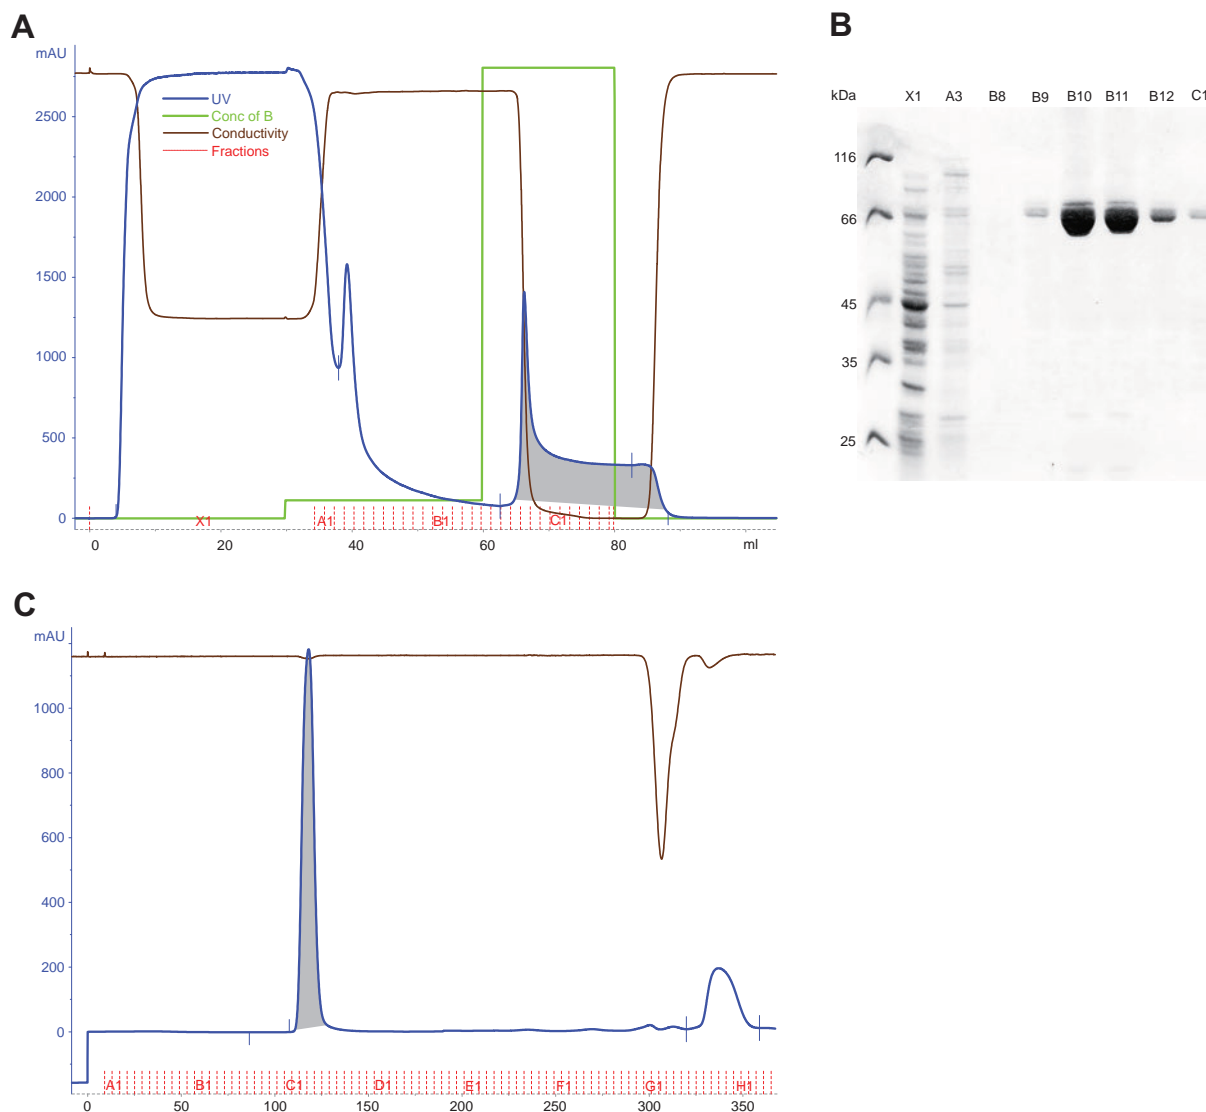 A
mAU
2500
2000
1500
1000
500
0
UV
Conc of B
Conductivity
Fractions
X1 A1 B1 C1
0 20 40 60 80 ml
B
kDa X1 A3 B8 B9 B10 B11 B12 C1
116
66
45
35
25
C
mAU
1000
800
600
400
200
0
A1 B1 C1 D1 E1 F1 G1 H1
0 50 100 150 200 250 300 350